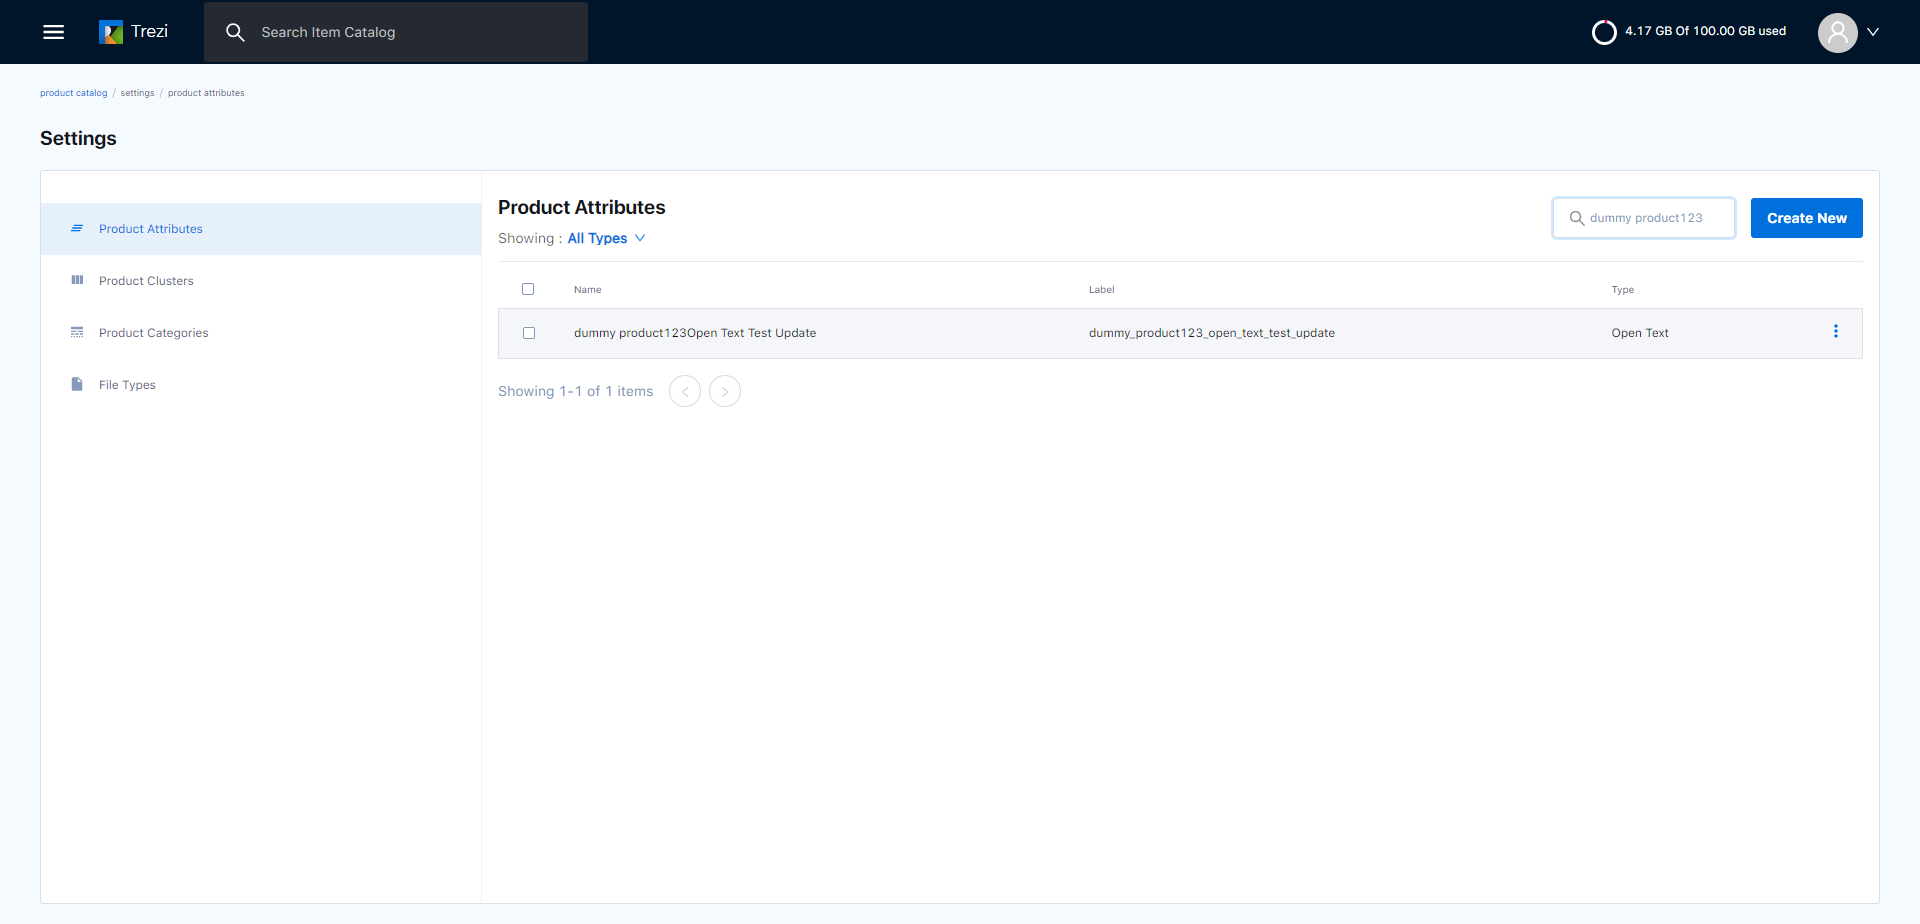 Trezi
Search Item Catalog
4.17 GB Of 100.00 GB used
product catalog / settings / product attributes
Settings
Product Attributes
Product Clusters
Product Categories
File Types
Product Attributes
Showing : All Types
dummy product123
Create New
Name Label Type
dummy product123Open Text Test Update dummy_product123_open_text_test_update Open Text
Showing 1-1 of 1 items < >